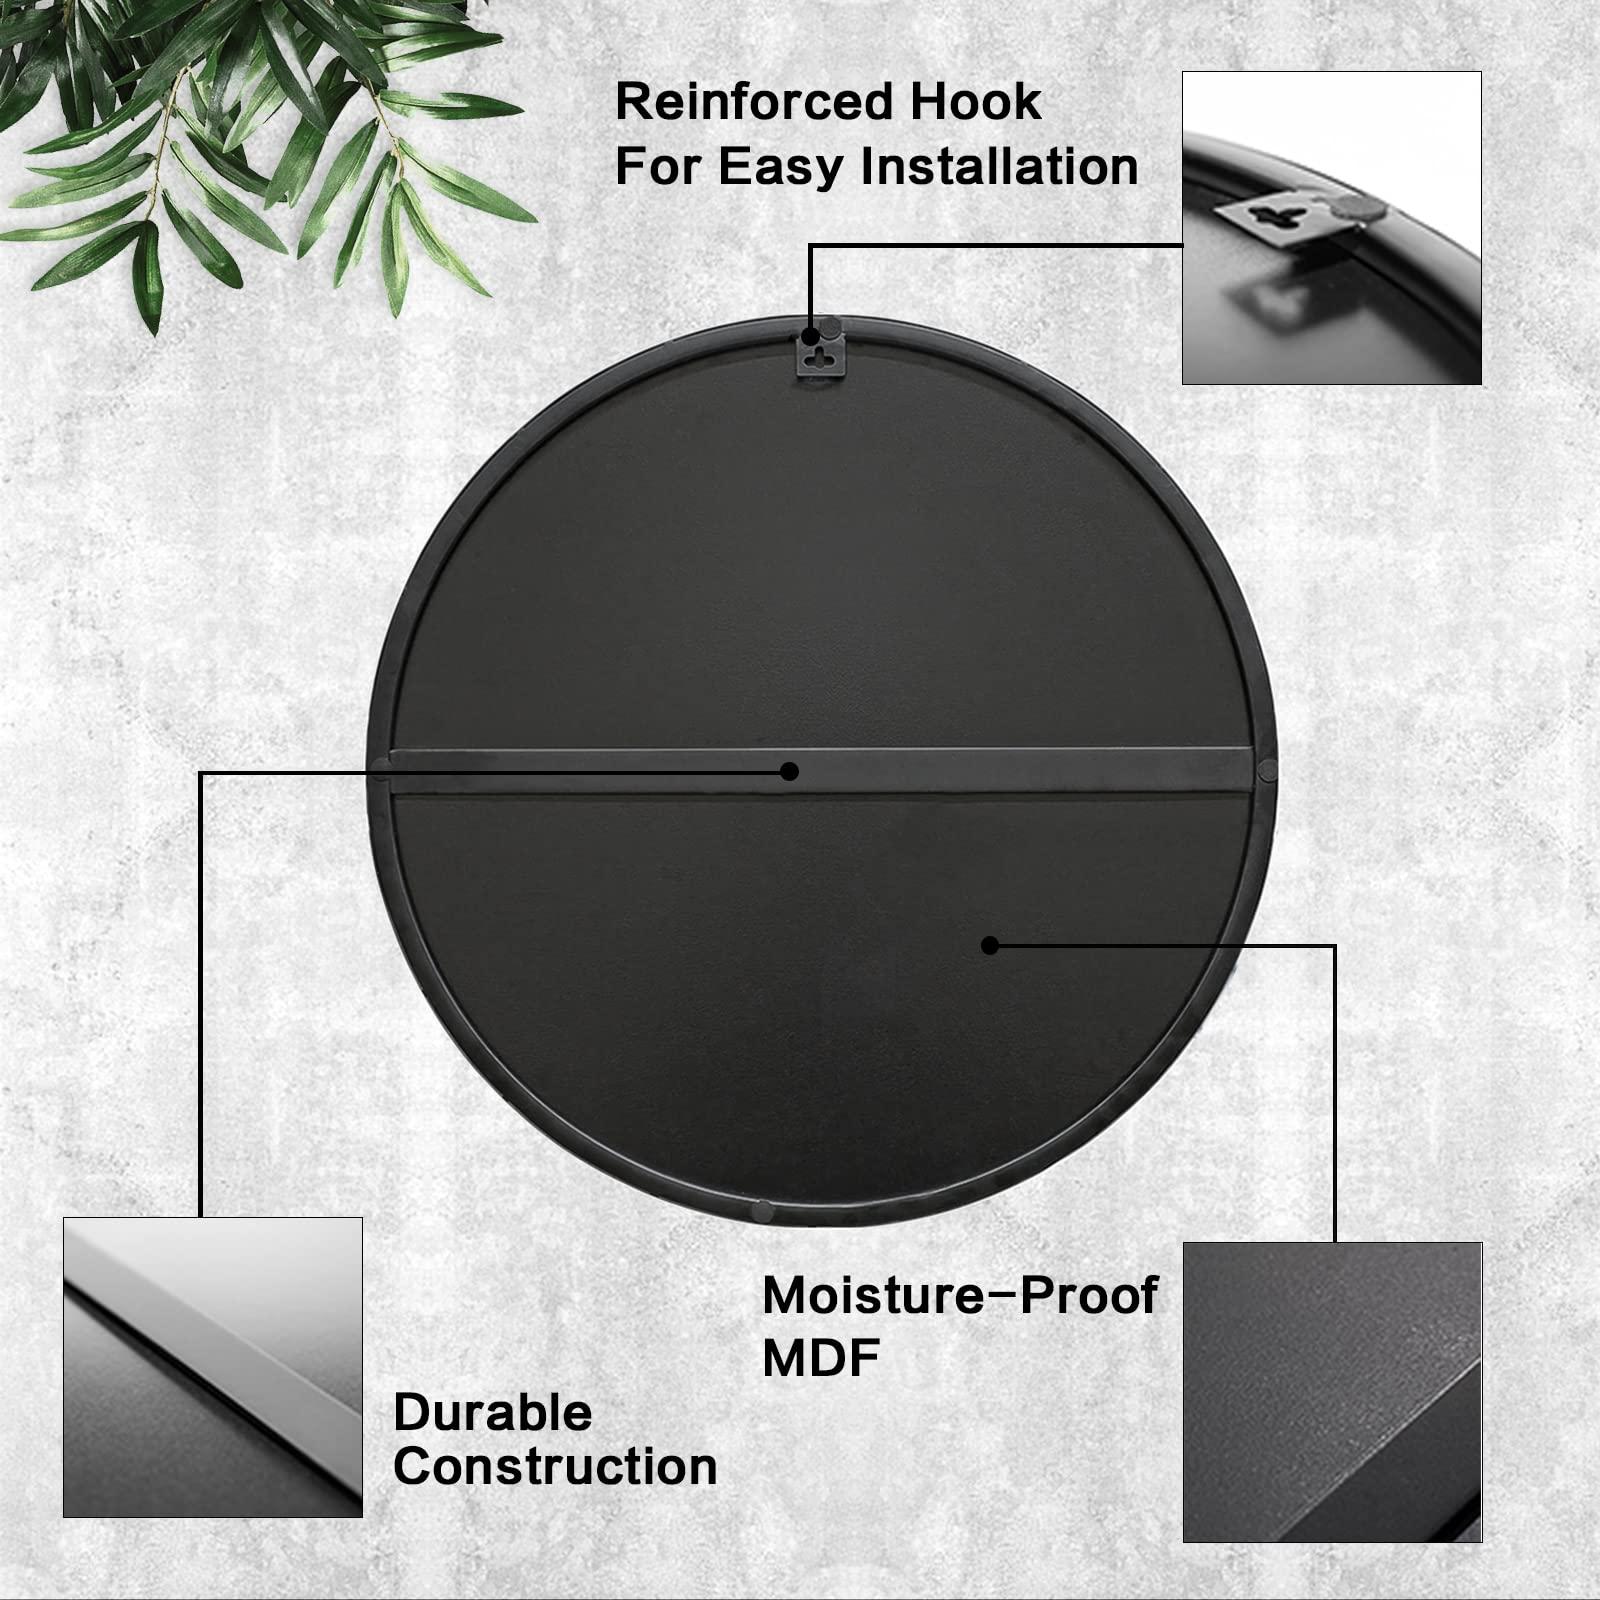 Reinforced Hook
For Easy Installation
Moisture-Proof
MDF
Durable
Construction